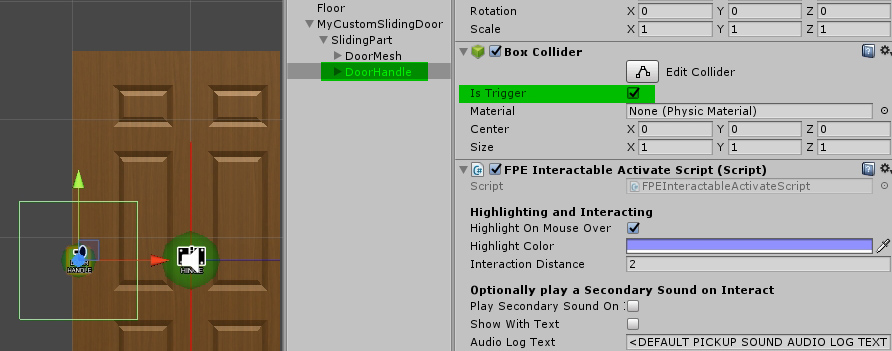 HANDLE
HINGE
Floor
MyCustomSlidingDoor
SlidingPart
DoorMesh
DoorHandle
Rotation X 0 Y 0 Z 0
Scale X 1 Y 1 Z 1
Box Collider
Edit Collider
Is Trigger
Material None (Physic Material)
Center X 0 Y 0 Z 0
Size X 1 Y 1 Z 1
FPE Interactable Activate Script (Script)
Script FPEInteractableActivateScript
Highlighting and Interacting
Highlight On Mouse Over
Highlight Color
Interaction Distance 2
Optionally play a Secondary Sound on Interact
Play Secondary Sound On
Show With Text
Audio Log Text <DEFAULT PICKUP SOUND AUDIO LOG TEXT